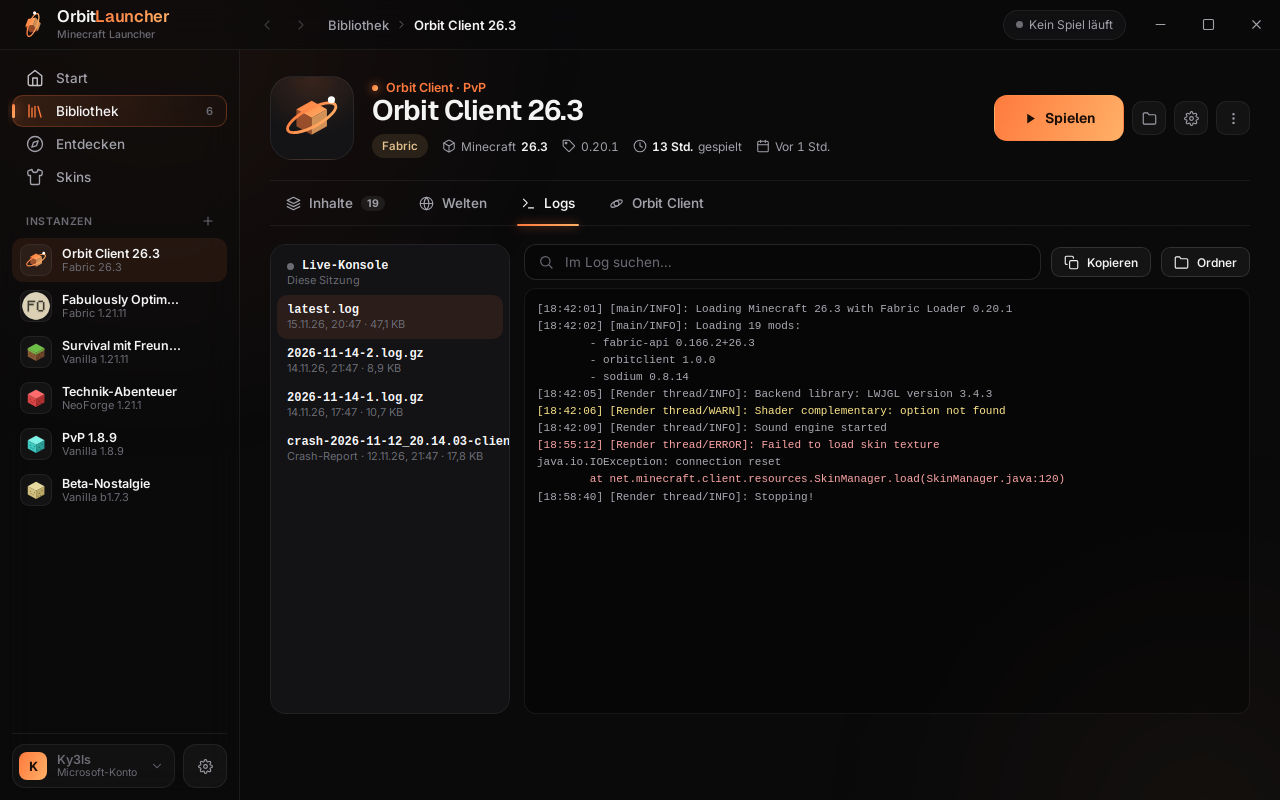 OrbitLauncher
Minecraft Launcher
Bibliothek
Orbit Client 26.3
Kein Spiel läuft
Start
Bibliothek 6
Entdecken
Skins
INSTANZEN
Orbit Client 26.3
Fabric 26.3
FO
Fabulously Optim...
Fabric 1.21.11
Survival mit Freun...
Vanilla 1.21.11
Technik-Abenteuer
NeoForge 1.21.1
PvP 1.8.9
Vanilla 1.8.9
Beta-Nostalgie
Vanilla b1.7.3
K
Ky3ls
Microsoft-Konto
Orbit Client · PvP
Orbit Client 26.3
Fabric Minecraft 26.3 0.20.1 13 Std. gespielt Vor 1 Std.
Spielen
Inhalte 19 Welten Logs Orbit Client
Live-Konsole
Diese Sitzung
latest.log
15.11.26, 20:47 · 47,1 KB
2026-11-14-2.log.gz
14.11.26, 21:47 · 8,9 KB
2026-11-14-1.log.gz
14.11.26, 17:47 · 10,7 KB
crash-2026-11-12_20.14.03-clien
Crash-Report · 12.11.26, 21:47 · 17,8 KB
Im Log suchen...
Kopieren
Ordner
[18:42:01] [main/INFO]: Loading Minecraft 26.3 with Fabric Loader 0.20.1
[18:42:02] [main/INFO]: Loading 19 mods:
- fabric-api 0.166.2+26.3
- orbitclient 1.0.0
- sodium 0.8.14
[18:42:05] [Render thread/INFO]: Backend library: LWJGL version 3.4.3
[18:42:06] [Render thread/WARN]: Shader complementary: option not found
[18:42:09] [Render thread/INFO]: Sound engine started
[18:55:12] [Render thread/ERROR]: Failed to load skin texture
java.io.IOException: connection reset
at net.minecraft.client.resources.SkinManager.load(SkinManager.java:120)
[18:58:40] [Render thread/INFO]: Stopping!